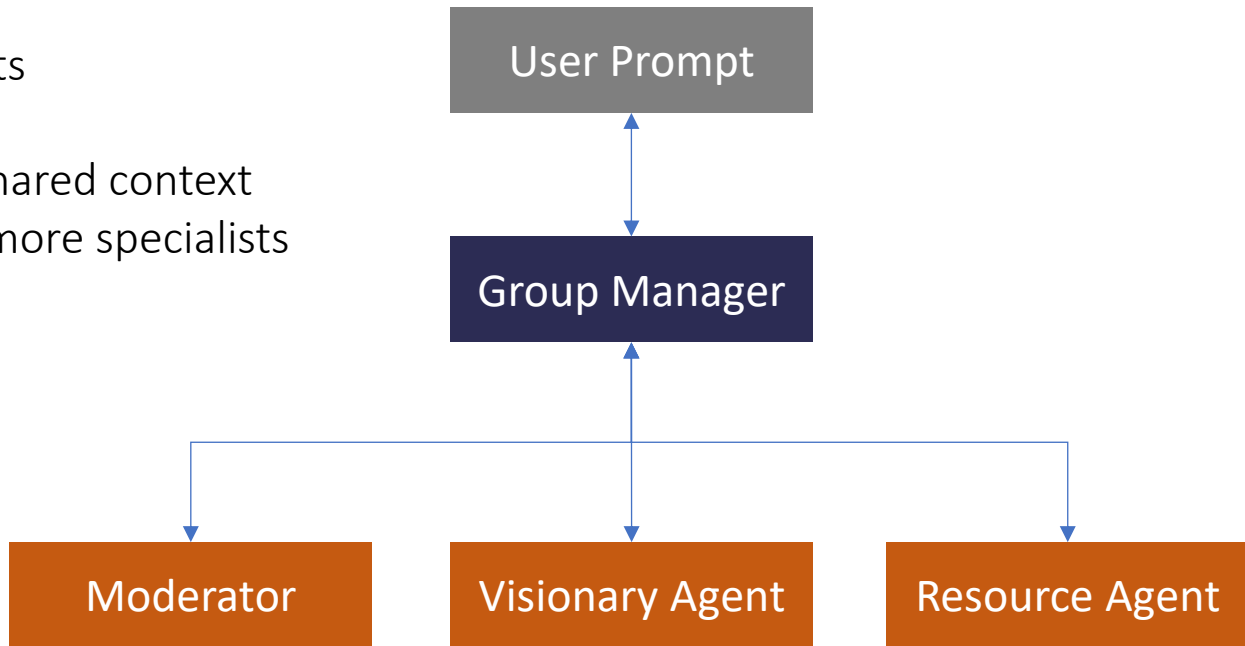 ts
hared context
more specialists
User Prompt
Group Manager
Moderator
Visionary Agent
Resource Agent